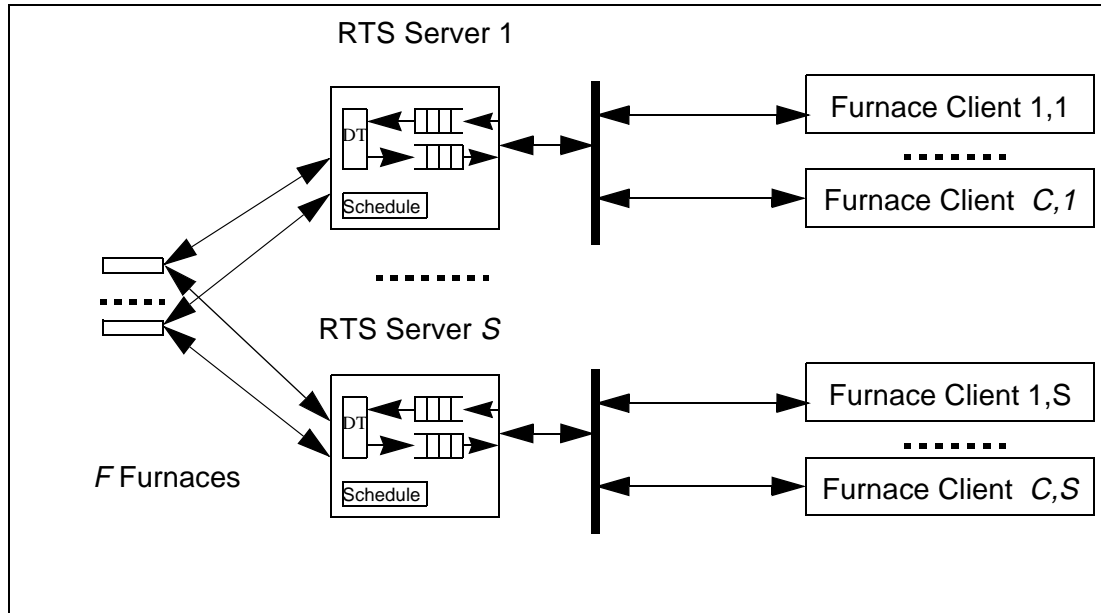 RTS Server 1
DT
Schedule
Furnace Client 1,1
Furnace Client C,1
RTS Server S
F Furnaces
DT
Schedule
Furnace Client 1,S
Furnace Client C,S